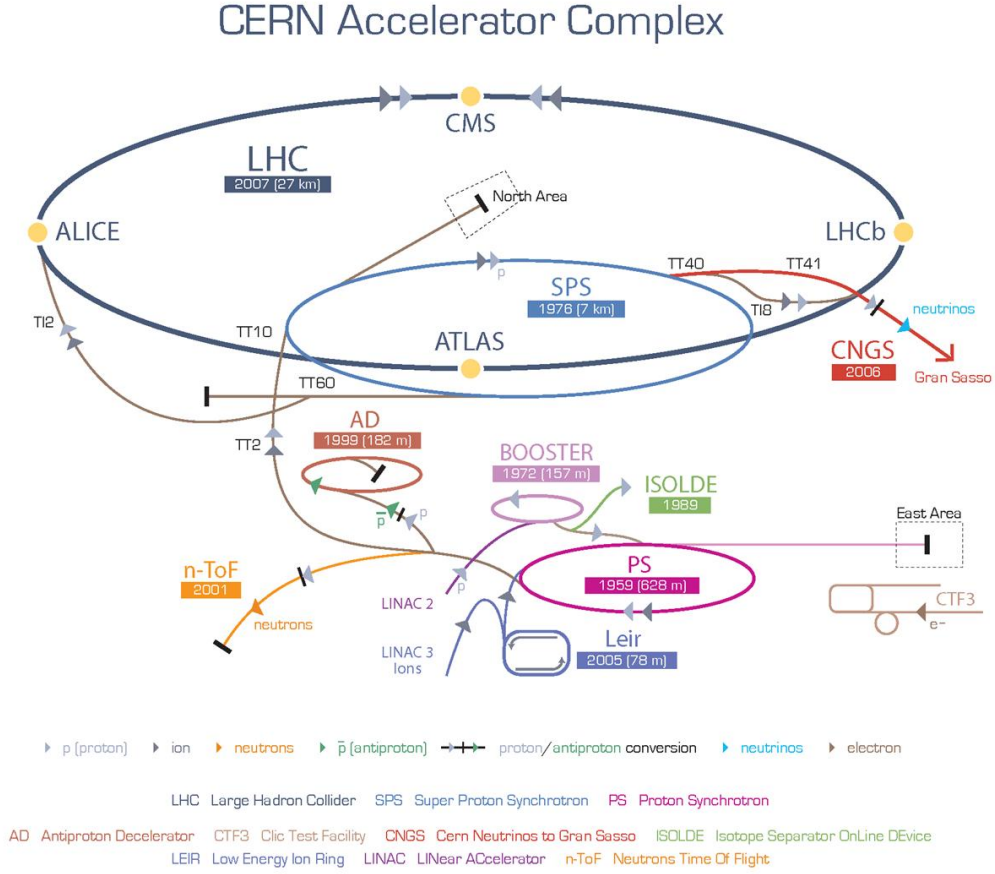 CERN Accelerator Complex
CMS
LHC
2007 (27 km)
North Area
ALICE
LHCb
TT40
TT41
p
SPS
1976 (7 km)
TI8
neutrinos
TI2
TT10
ATLAS
CNGS
2006
Gran Sasso
TT60
AD
1999 (182 m)
TT2
BOOSTER
1972 (157 m)
ISOLDE
1989
p̅
p
East Area
n-ToF
2001
PS
1959 (628 m)
LINAC 2
p
neutrons
CTF3
e-
Leir
2005 (78 m)
LINAC 3
Ions
p (proton) ion neutrons p̅ (antiproton) proton/antiproton conversion neutrinos electron
LHC Large Hadron Collider SPS Super Proton Synchrotron PS Proton Synchrotron
AD Antiproton Decelerator CTF3 Clic Test Facility CNGS Cern Neutrinos to Gran Sasso ISOLDE Isotope Separator OnLine DEvice
LEIR Low Energy Ion Ring LINAC LINear ACcelerator n-ToF Neutrons Time Of Flight